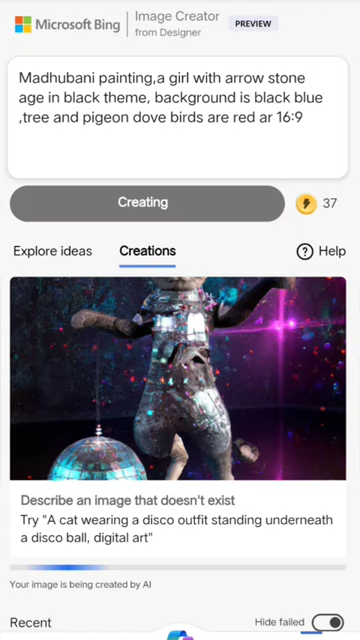 Microsoft Bing
Image Creator
from Designer
PREVIEW
Madhubani painting,a girl with arrow stone
age in black theme, background is black blue
,tree and pigeon dove birds are red ar 16:9
Creating
37
Explore ideas
Creations
Help
Describe an image that doesn't exist
Try "A cat wearing a disco outfit standing underneath
a disco ball, digital art"
Your image is being created by AI
Recent
Hide failed